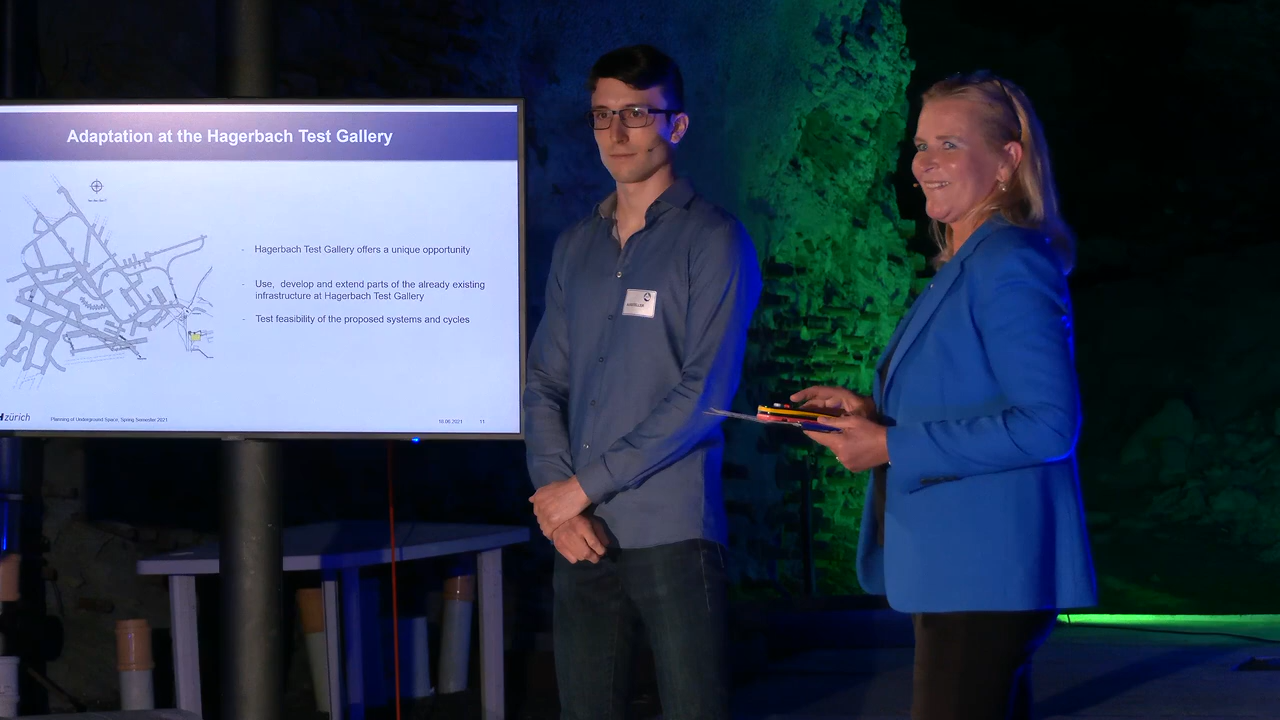 Adaptation at the Hagerbach Test Gallery
- Hagerbach Test Gallery offers a unique opportunity
- Use, develop and extend parts of the already existing
infrastructure at Hagerbach Test Gallery
- Test feasibility of the proposed systems and cycles
H zürich
Planning of Underground Space: Spring Semester 2021
10.06.2021
11